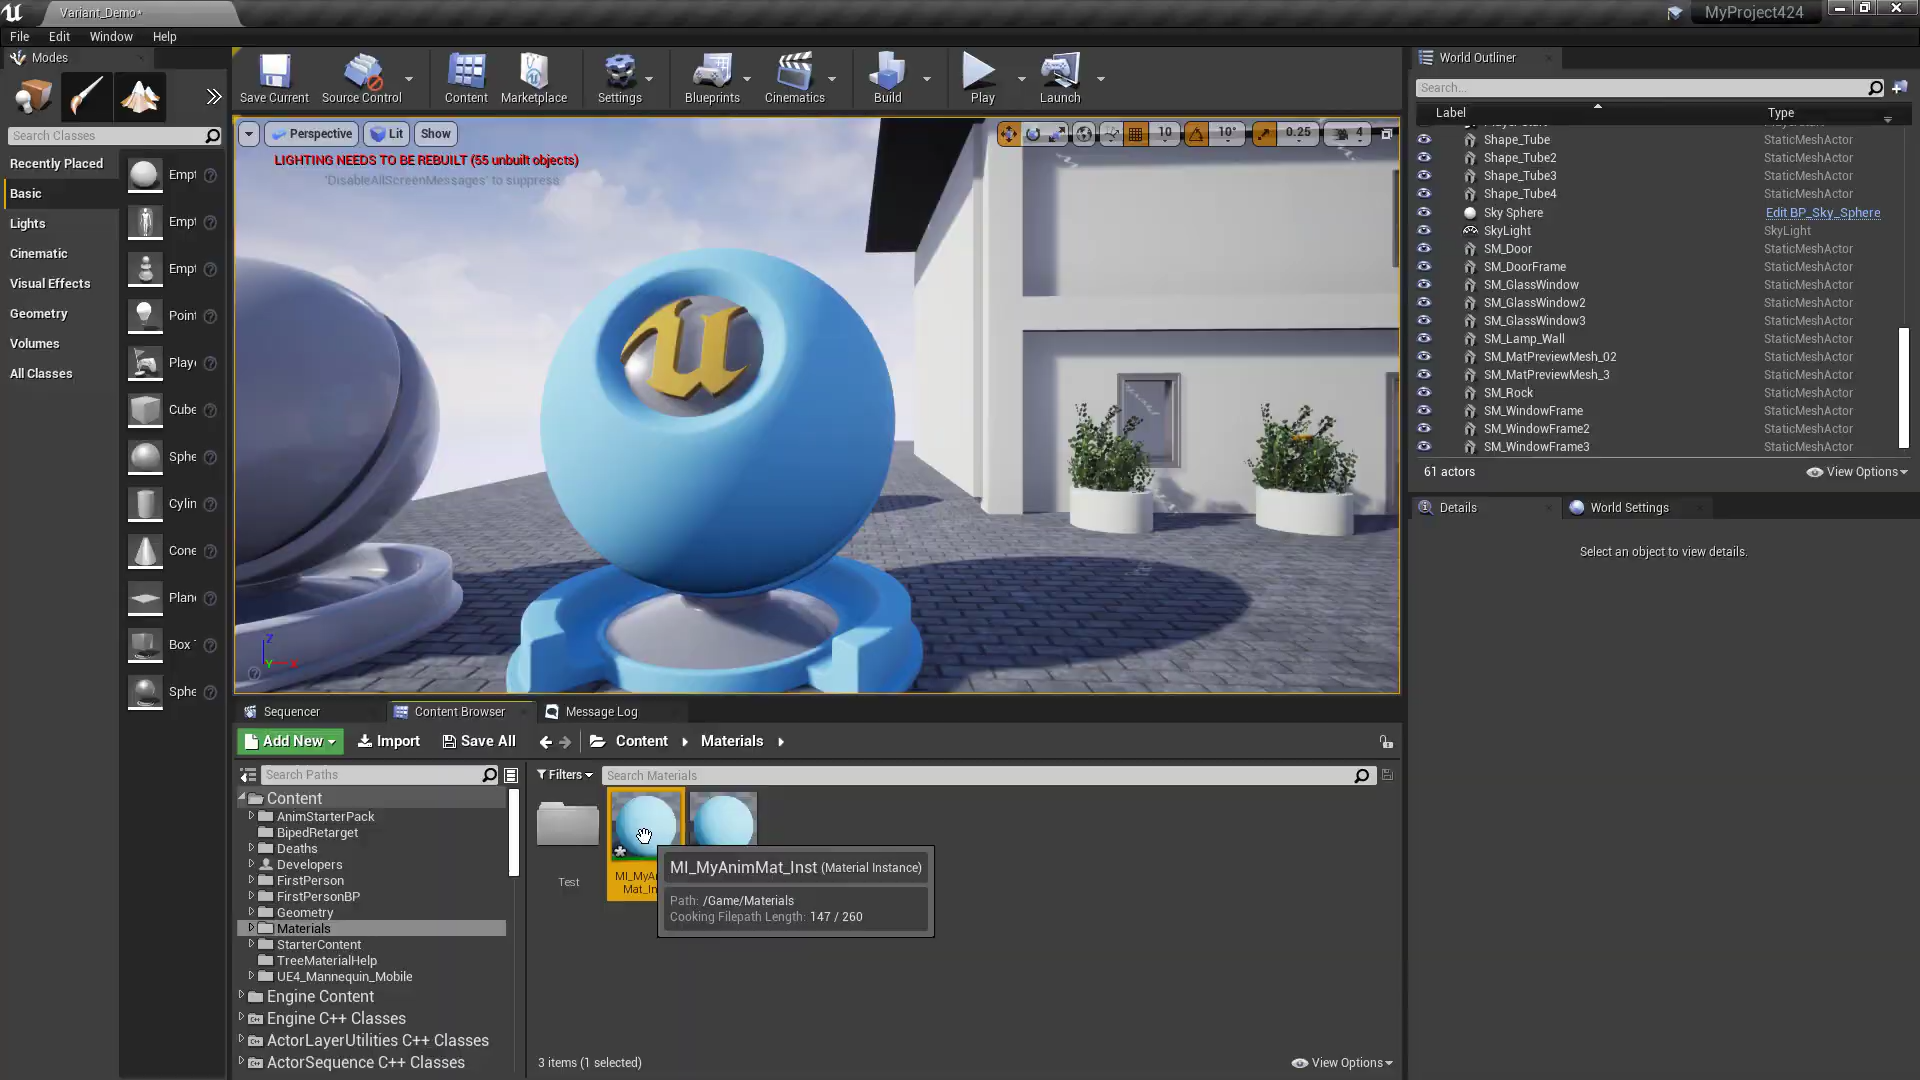 Variant_Demo*
MyProject424
File Edit Window Help
Modes
Search Classes
Recently Placed
Basic
Lights
Cinematic
Visual Effects
Geometry
Volumes
All Classes
Empt
Empt
Empt
Point
Playe
Cube
Sphe
Cylin
Cone
Plane
Box T
Sphe
Save Current Source Control Content Marketplace Settings Blueprints Cinematics Build Play Launch
Perspective Lit Show
10 10° 0.25 4
LIGHTING NEEDS TO BE REBUILT (55 unbuilt objects)
'DisableAllScreenMessages' to suppress
Z
Y X
World Outliner
Search...
Label Type
Shape_Tube StaticMeshActor
Shape_Tube2 StaticMeshActor
Shape_Tube3 StaticMeshActor
Shape_Tube4 StaticMeshActor
Sky Sphere Edit BP_Sky_Sphere
SkyLight SkyLight
SM_Door StaticMeshActor
SM_DoorFrame StaticMeshActor
SM_GlassWindow StaticMeshActor
SM_GlassWindow2 StaticMeshActor
SM_GlassWindow3 StaticMeshActor
SM_Lamp_Wall StaticMeshActor
SM_MatPreviewMesh_02 StaticMeshActor
SM_MatPreviewMesh_3 StaticMeshActor
SM_Rock StaticMeshActor
SM_WindowFrame StaticMeshActor
SM_WindowFrame2 StaticMeshActor
SM_WindowFrame3 StaticMeshActor
61 actors View Options
Details World Settings
Select an object to view details.
Sequencer Content Browser Message Log
Add New Import Save All Content Materials
Search Paths
Filters Search Materials
Content
AnimStarterPack
BipedRetarget
Deaths
Developers
FirstPerson
FirstPersonBP
Geometry
Materials
StarterContent
TreeMaterialHelp
UE4_Mannequin_Mobile
Engine Content
Engine C++ Classes
ActorLayerUtilities C++ Classes
ActorSequence C++ Classes
Test
MI_MyAn
Mat_In
MI_MyAnimMat_Inst (Material Instance)
Path: /Game/Materials
Cooking Filepath Length: 147 / 260
3 items (1 selected) View Options